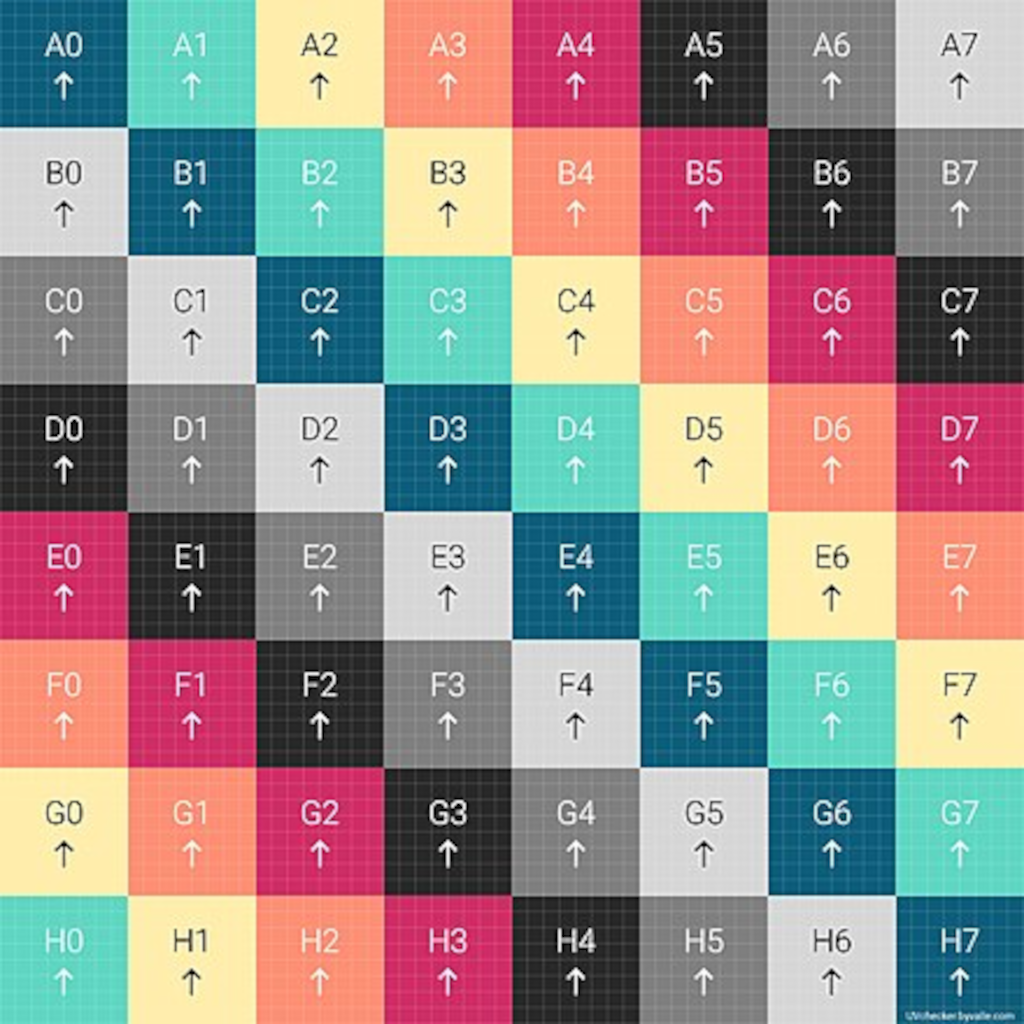 A0 A1 A2 A3 A4 A5 A6 A7
↑ ↑ ↑ ↑ ↑ ↑ ↑ ↑
B0 B1 B2 B3 B4 B5 B6 B7
↑ ↑ ↑ ↑ ↑ ↑ ↑ ↑
C0 C1 C2 C3 C4 C5 C6 C7
↑ ↑ ↑ ↑ ↑ ↑ ↑ ↑
D0 D1 D2 D3 D4 D5 D6 D7
↑ ↑ ↑ ↑ ↑ ↑ ↑ ↑
E0 E1 E2 E3 E4 E5 E6 E7
↑ ↑ ↑ ↑ ↑ ↑ ↑ ↑
F0 F1 F2 F3 F4 F5 F6 F7
↑ ↑ ↑ ↑ ↑ ↑ ↑ ↑
G0 G1 G2 G3 G4 G5 G6 G7
↑ ↑ ↑ ↑ ↑ ↑ ↑ ↑
H0 H1 H2 H3 H4 H5 H6 H7
↑ ↑ ↑ ↑ ↑ ↑ ↑ ↑
UVchecker.byvalle.com